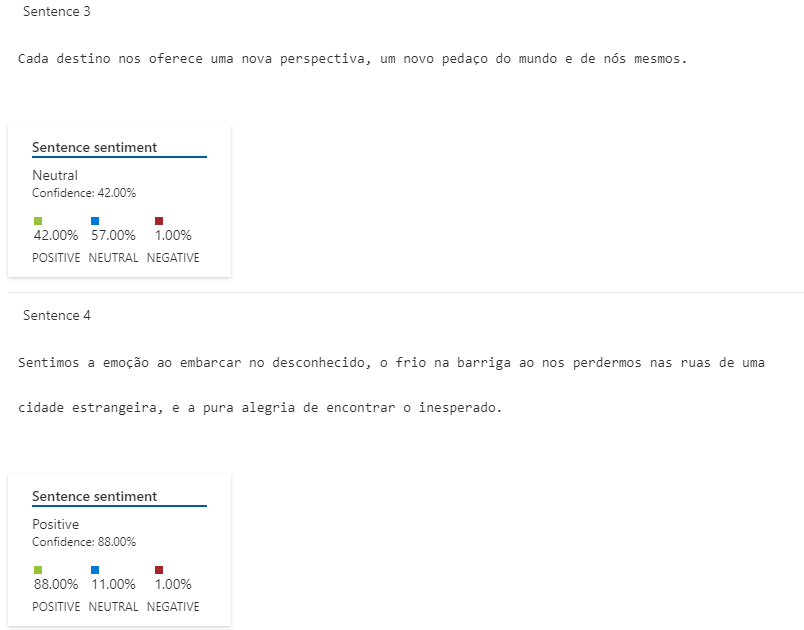 Sentence 3
Cada destino nos oferece uma nova perspectiva, um novo pedaço do mundo e de nós mesmos.
Sentence sentiment
Neutral
Confidence: 42.00%
42.00% 57.00% 1.00%
POSITIVE NEUTRAL NEGATIVE
Sentence 4
Sentimos a emoção ao embarcar no desconhecido, o frio na barriga ao nos perdermos nas ruas de uma
cidade estrangeira, e a pura alegria de encontrar o inesperado.
Sentence sentiment
Positive
Confidence: 88.00%
88.00% 11.00% 1.00%
POSITIVE NEUTRAL NEGATIVE